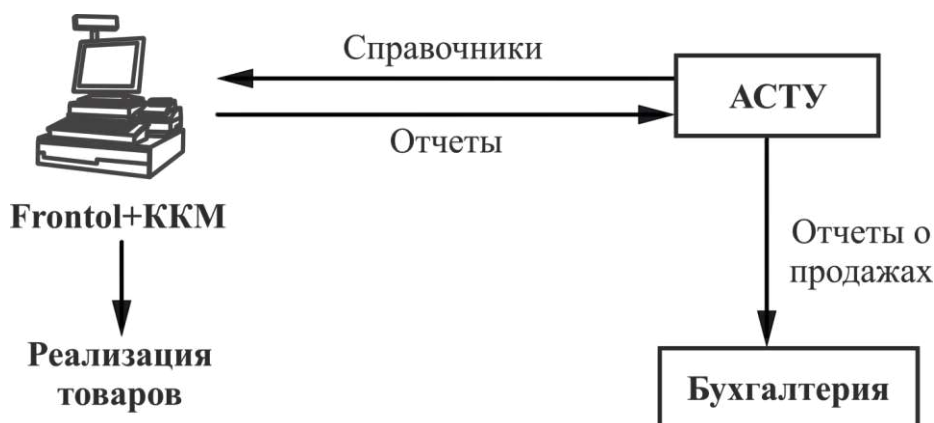 Справочники
АСТУ
Отчеты
Frontol+ККМ
Отчеты о
продажах
Реализация
товаров
Бухгалтерия